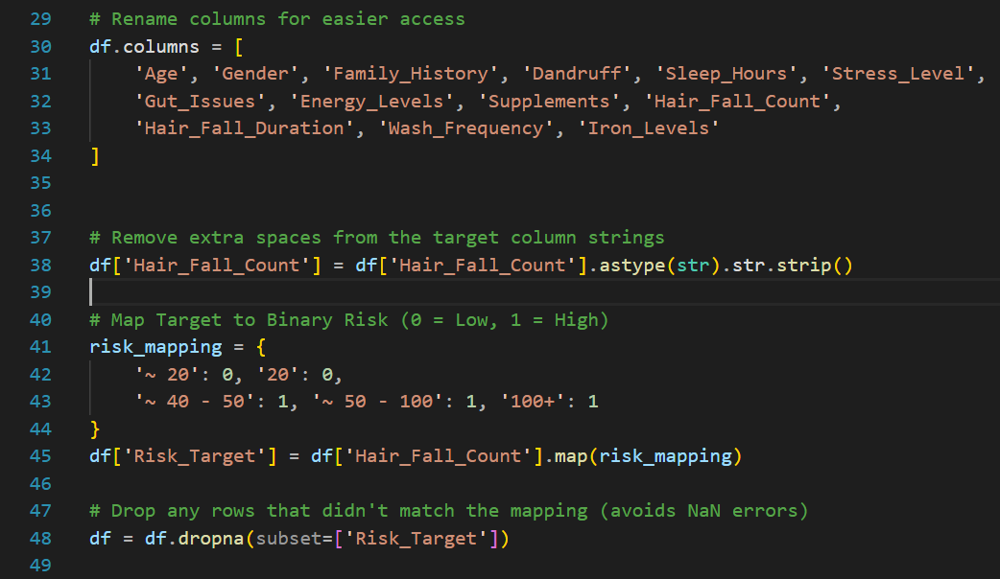 29 # Rename columns for easier access
30 df.columns = [
31     'Age', 'Gender', 'Family_History', 'Dandruff', 'Sleep_Hours', 'Stress_Level',
32     'Gut_Issues', 'Energy_Levels', 'Supplements', 'Hair_Fall_Count',
33     'Hair_Fall_Duration', 'Wash_Frequency', 'Iron_Levels'
34 ]
35
36
37 # Remove extra spaces from the target column strings
38 df['Hair_Fall_Count'] = df['Hair_Fall_Count'].astype(str).str.strip()
39
40 # Map Target to Binary Risk (0 = Low, 1 = High)
41 risk_mapping = {
42     '~ 20': 0, '20': 0,
43     '~ 40 - 50': 1, '~ 50 - 100': 1, '100+': 1
44 }
45 df['Risk_Target'] = df['Hair_Fall_Count'].map(risk_mapping)
46
47 # Drop any rows that didn't match the mapping (avoids NaN errors)
48 df = df.dropna(subset=['Risk_Target'])
49